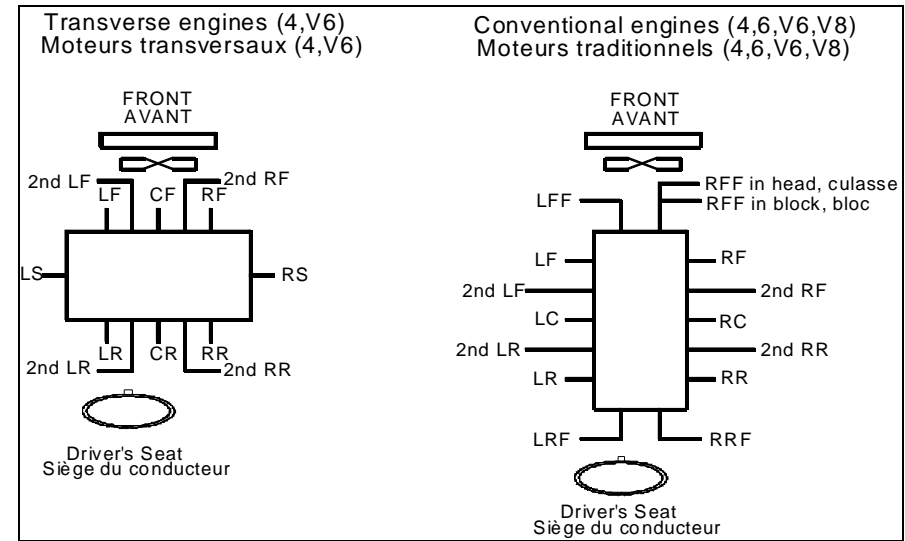 Transverse engines (4,V6)
Moteurs transversaux (4,V6)
FRONT
AVANT
2nd LF
2nd RF
LF CF RF
LS
RS
LR CR RR
2nd LR
2nd RR
Driver's Seat
Siège du conducteur
Conventional engines (4,6,V6,V8)
Moteurs traditionnels (4,6,V6,V8)
FRONT
AVANT
RFF in head, culasse
LFF
RFF in block, bloc
LF
RF
2nd LF
2nd RF
LC
RC
2nd LR
2nd RR
LR
RR
LRF
RRF
Driver's Seat
Siège du conducteur